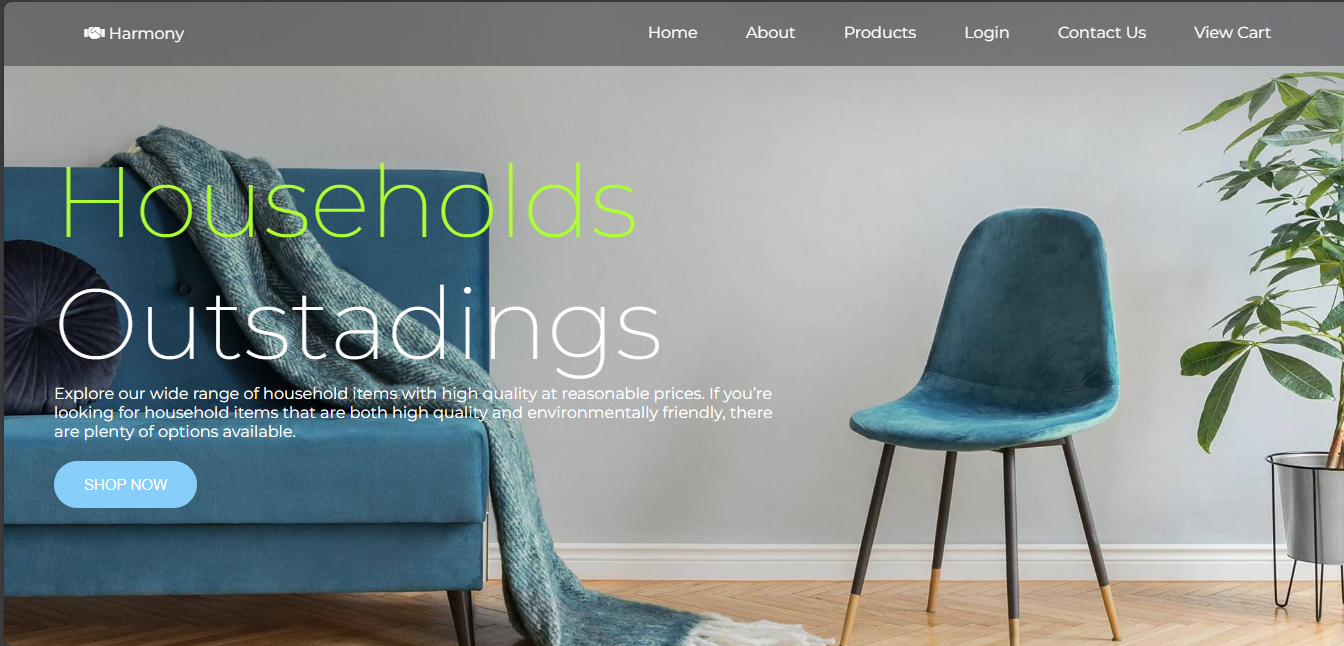 Harmony
Home About Products Login Contact Us View Cart
Households
Outstadings
Explore our wide range of household items with high quality at reasonable prices. If you're
looking for household items that are both high quality and environmentally friendly, there
are plenty of options available.
SHOP NOW